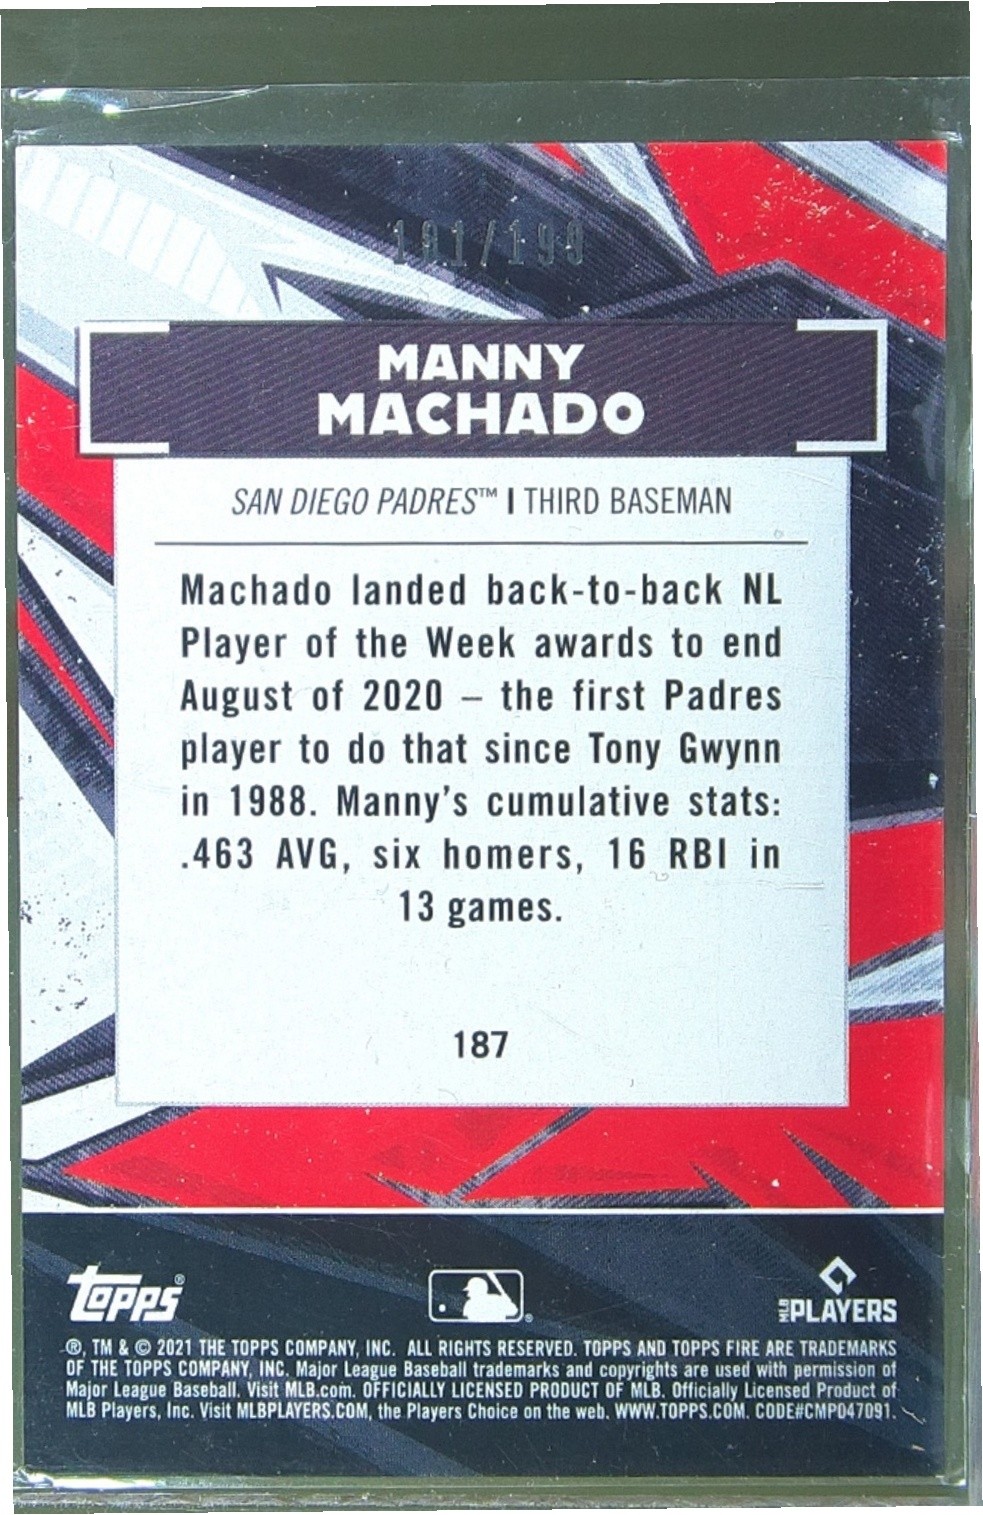 181/199
MANNY
MACHADO
SAN DIEGO PADRES™ | THIRD BASEMAN
Machado landed back-to-back NL
Player of the Week awards to end
August of 2020 – the first Padres
player to do that since Tony Gwynn
in 1988. Manny's cumulative stats:
.463 AVG, six homers, 16 RBI in
13 games.
187
topps®
®
MLB PLAYERS
®, TM & © 2021 THE TOPPS COMPANY, INC. ALL RIGHTS RESERVED. TOPPS AND TOPPS FIRE ARE TRADEMARKS
OF THE TOPPS COMPANY, INC. Major League Baseball trademarks and copyrights are used with permission of
Major League Baseball. Visit MLB.com. OFFICIALLY LICENSED PRODUCT OF MLB. Officially Licensed Product of
MLB Players, Inc. Visit MLBPLAYERS.COM, the Players Choice on the web. WWW.TOPPS.COM. CODE#CMP047091.